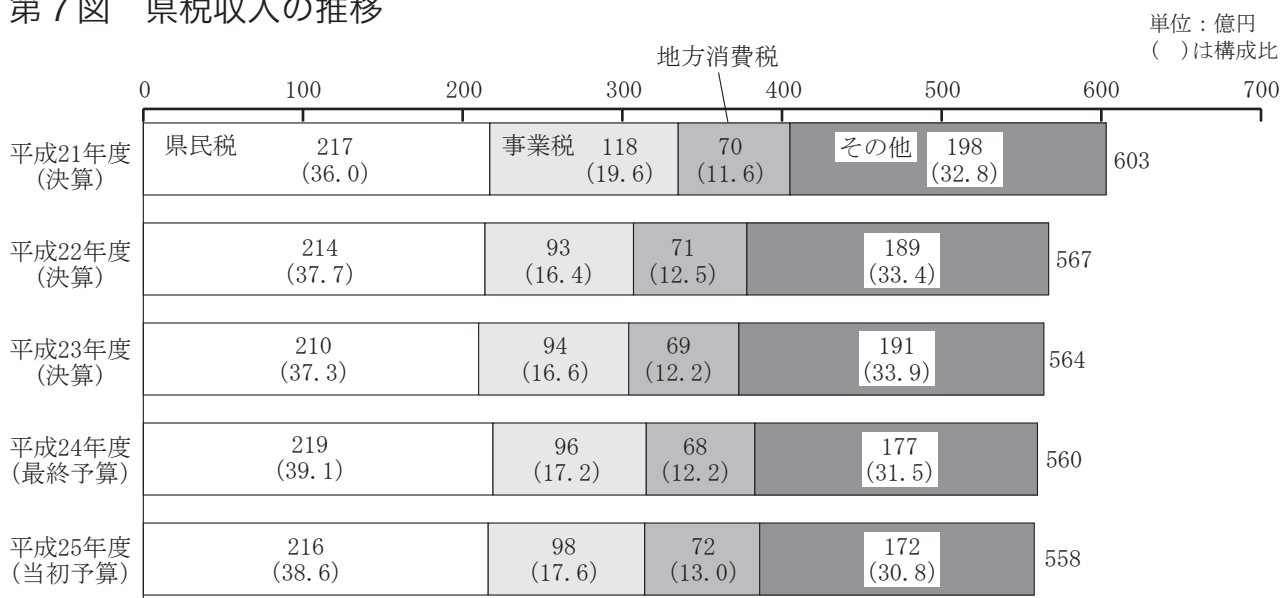 第７図　県税収入の推移
単位：億円
(　)は構成比
地方消費税
0 100 200 300 400 500 600 700
平成21年度
(決算)
県民税 217
(36.0)
事業税 118
(19.6)
70
(11.6)
その他 198
(32.8)
603
平成22年度
(決算)
214
(37.7)
93
(16.4)
71
(12.5)
189
(33.4)
567
平成23年度
(決算)
210
(37.3)
94
(16.6)
69
(12.2)
191
(33.9)
564
平成24年度
(最終予算)
219
(39.1)
96
(17.2)
68
(12.2)
177
(31.5)
560
平成25年度
(当初予算)
216
(38.6)
98
(17.6)
72
(13.0)
172
(30.8)
558